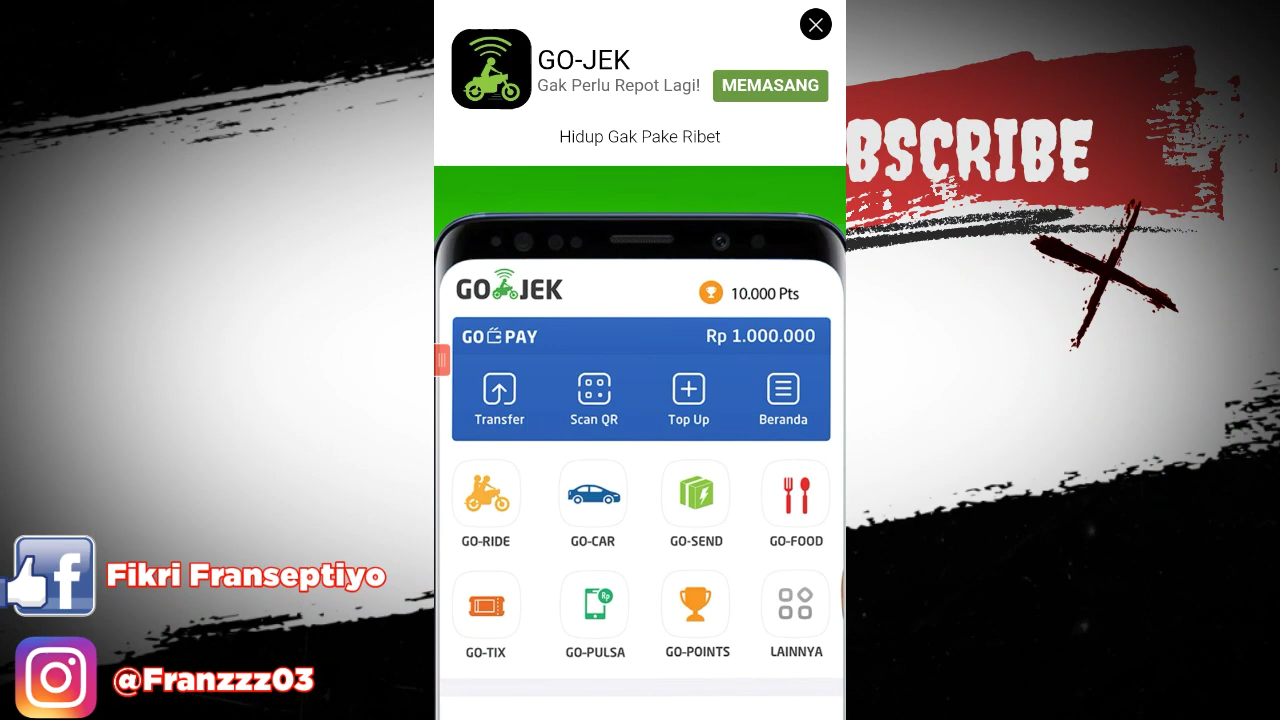 GO-JEK
Gak Perlu Repot Lagi!
MEMASANG
Hidup Gak Pake Ribet
BSCRIBE
GO JEK
10.000 Pts
GO PAY
Rp 1.000.000
Transfer
Scan QR
Top Up
Beranda
GO-RIDE
GO-CAR
GO-SEND
GO-FOOD
Rp
GO-TIX
GO-PULSA
GO-POINTS
LAINNYA
f
Fikri Franseptiyo
@Franzzz03